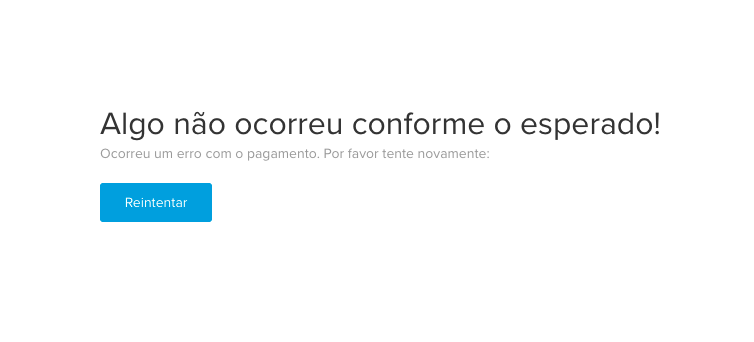 Algo não ocorreu conforme o esperado!
Ocorreu um erro com o pagamento. Por favor tente novamente:
Reintentar